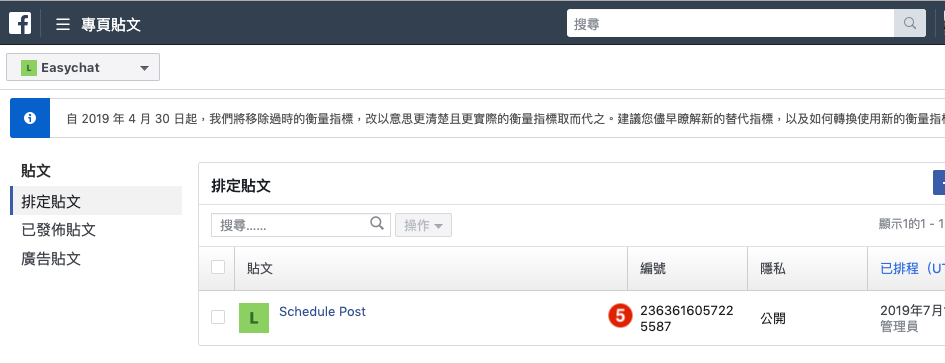 專頁貼文
搜尋
L Easychat
自 2019 年 4 月 30 日起，我們將移除過時的衡量指標，改以意思更清楚且更實際的衡量指標取而代之。建議您儘早瞭解新的替代指標，以及如何轉換使用新的衡量指
貼文
排定貼文
已發佈貼文
廣告貼文
排定貼文
搜尋......
操作
顯示1的1 - 1
貼文
編號
隱私
已排程（UT
L
Schedule Post
5
236361605722
5587
公開
2019年7月
管理員